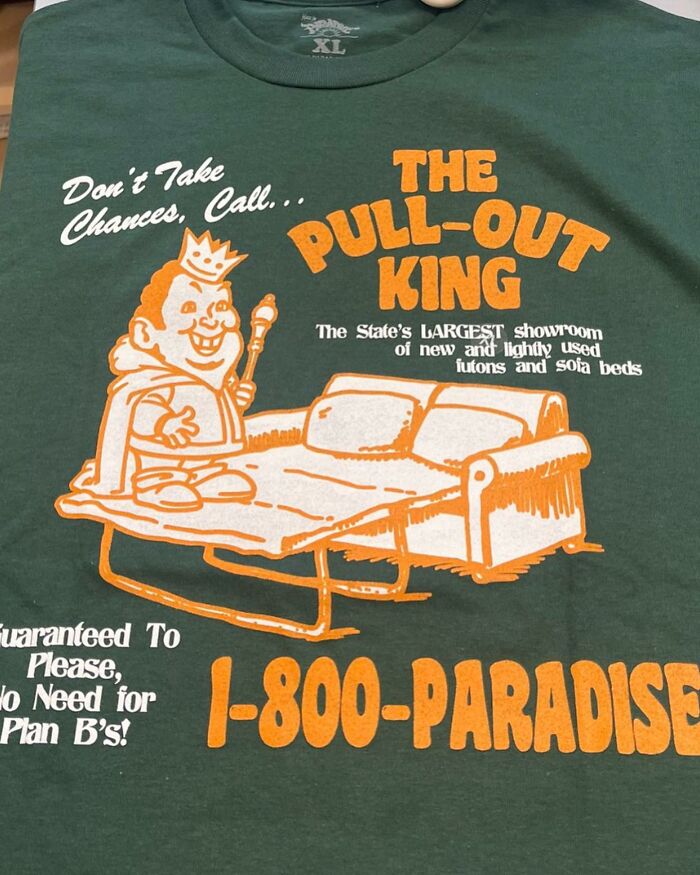 XL
Don't Take
Chances, Call...
THE
PULL-OUT
KING
The State's LARGEST showroom
of new and lightly used
futons and sofa beds
uaranteed To
Please,
o Need for
Plan B's!
1-800-PARADISE